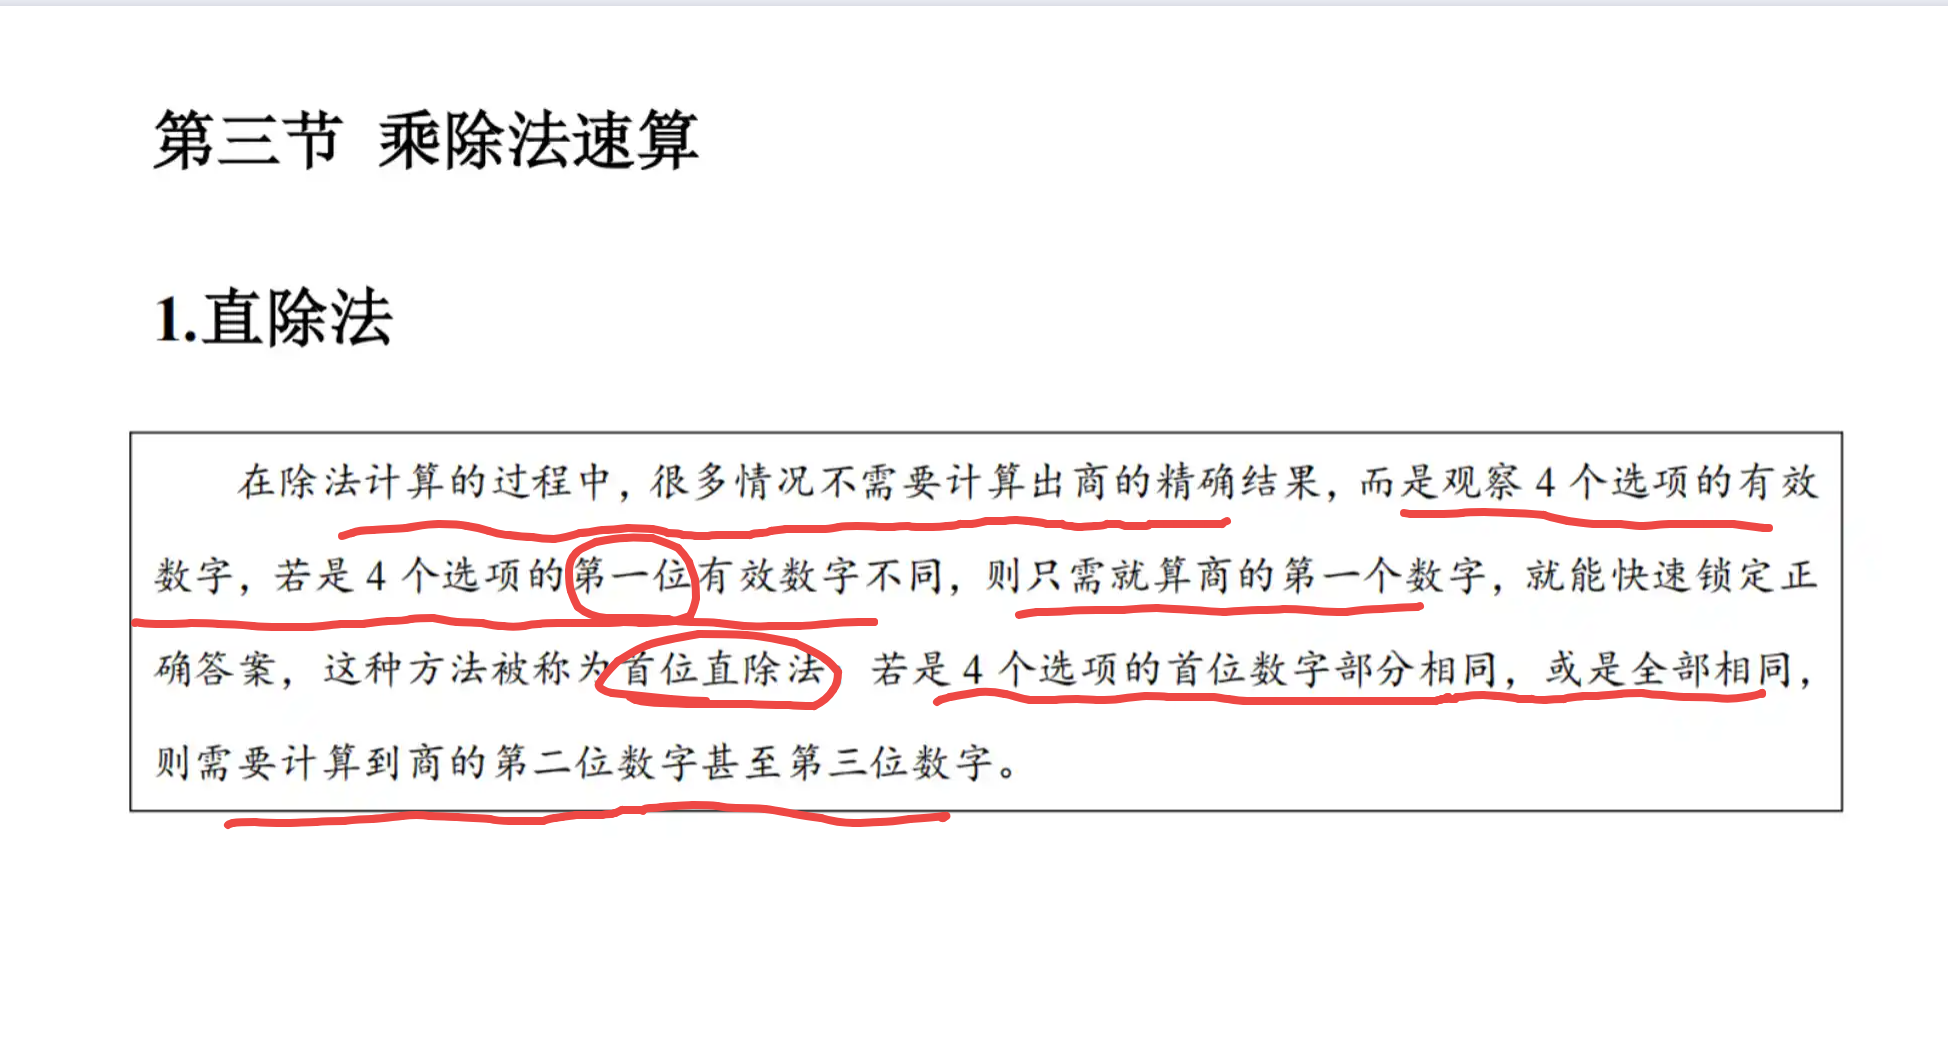 第三节 乘除法速算
1.直除法
在除法计算的过程中，很多情况不需要计算出商的精确结果，而是观察 4 个选项的有效
数字，若是 4 个选项的第一位有效数字不同，则只需就算商的第一个数字，就能快速锁定正
确答案，这种方法被称为首位直除法 若是 4 个选项的首位数字部分相同，或是全部相同，
则需要计算到商的第二位数字甚至第三位数字。